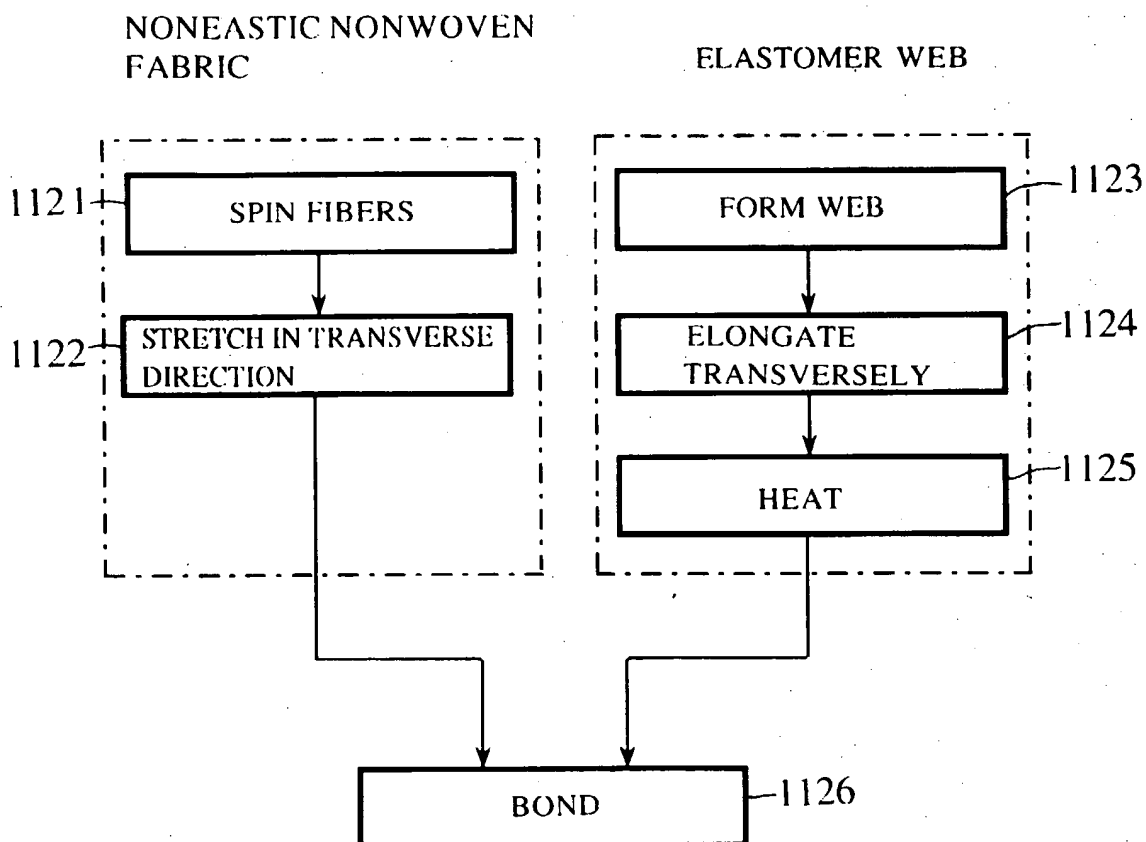 NONEASTIC NONWOVEN
FABRIC
ELASTOMER WEB
1121
SPIN FIBERS
1122
STRETCH IN TRANSVERSE
DIRECTION
FORM WEB
1123
ELONGATE
TRANSVERSELY
1124
HEAT
1125
BOND
1126